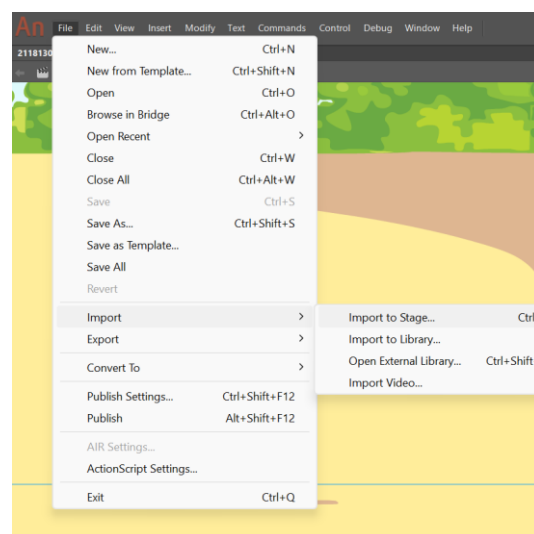 An File Edit View Insert Modify Text Commands Control Debug Window Help
2118130
New... Ctrl+N
New from Template... Ctrl+Shift+N
Open Ctrl+O
Browse in Bridge Ctrl+Alt+O
Open Recent >
Close Ctrl+W
Close All Ctrl+Alt+W
Save Ctrl+S
Save As... Ctrl+Shift+S
Save as Template...
Save All
Revert
Import > Import to Stage... Ctrl
Export > Import to Library...
Open External Library... Ctrl+Shift
Convert To >
Import Video...
Publish Settings... Ctrl+Shift+F12
Publish Alt+Shift+F12
AIR Settings...
ActionScript Settings...
Exit Ctrl+Q